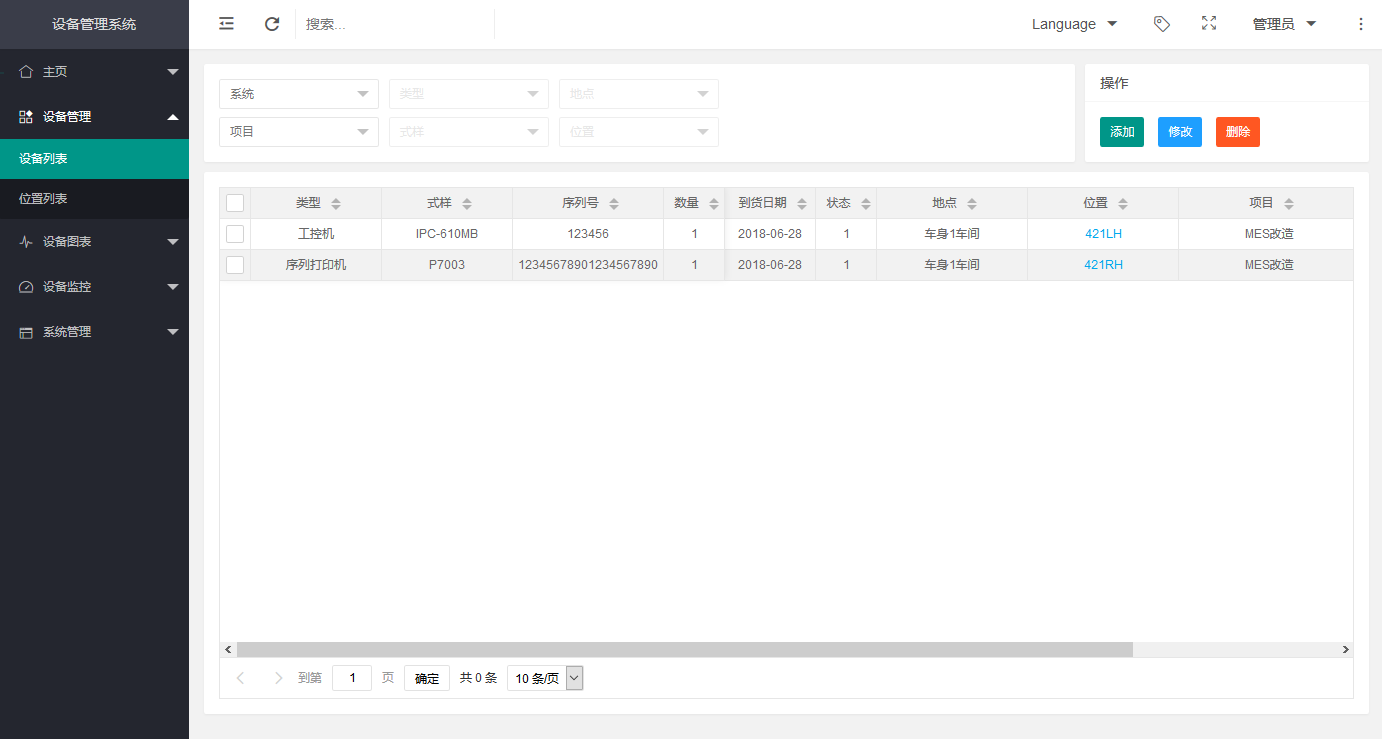 设备管理系统
搜索...
Language
管理员
主页
设备管理
设备列表
位置列表
设备图表
设备监控
系统管理
系统 类型 地点
项目 式样 位置
操作
添加 修改 删除
类型 式样 序列号 数量 到货日期 状态 地点 位置 项目
工控机 IPC-610MB 123456 1 2018-06-28 1 车身1车间 421LH MES改造
序列打印机 P7003 12345678901234567890 1 2018-06-28 1 车身1车间 421RH MES改造
到第 1 页 确定 共 0 条 10 条/页